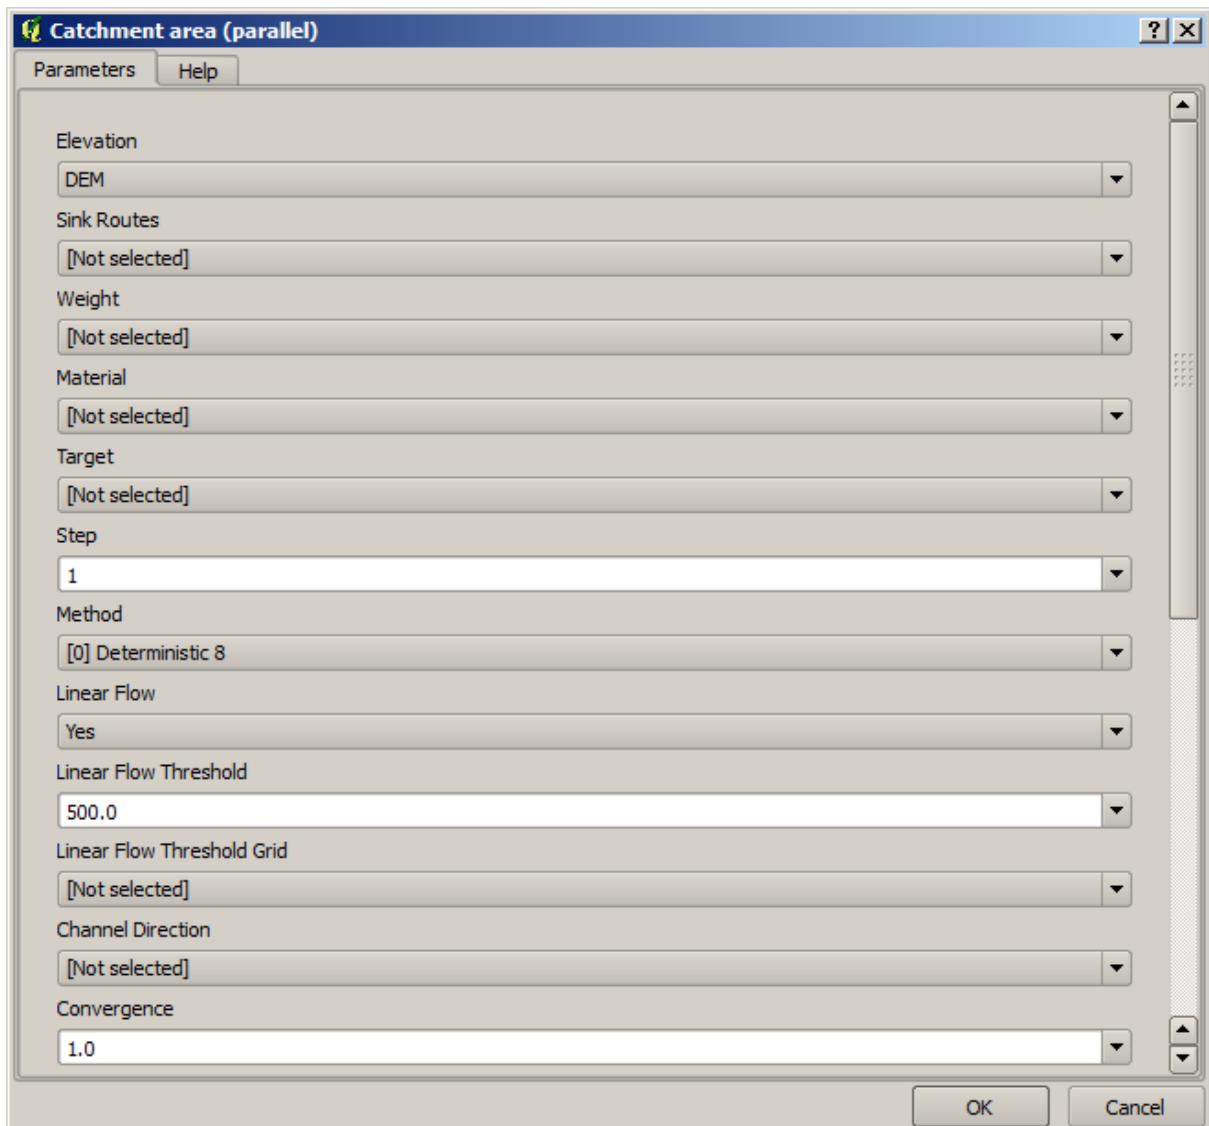 Catchment area (parallel)
Parameters Help
Elevation
DEM
Sink Routes
[Not selected]
Weight
[Not selected]
Material
[Not selected]
Target
[Not selected]
Step
1
Method
[0] Deterministic 8
Linear Flow
Yes
Linear Flow Threshold
500.0
Linear Flow Threshold Grid
[Not selected]
Channel Direction
[Not selected]
Convergence
1.0
OK Cancel